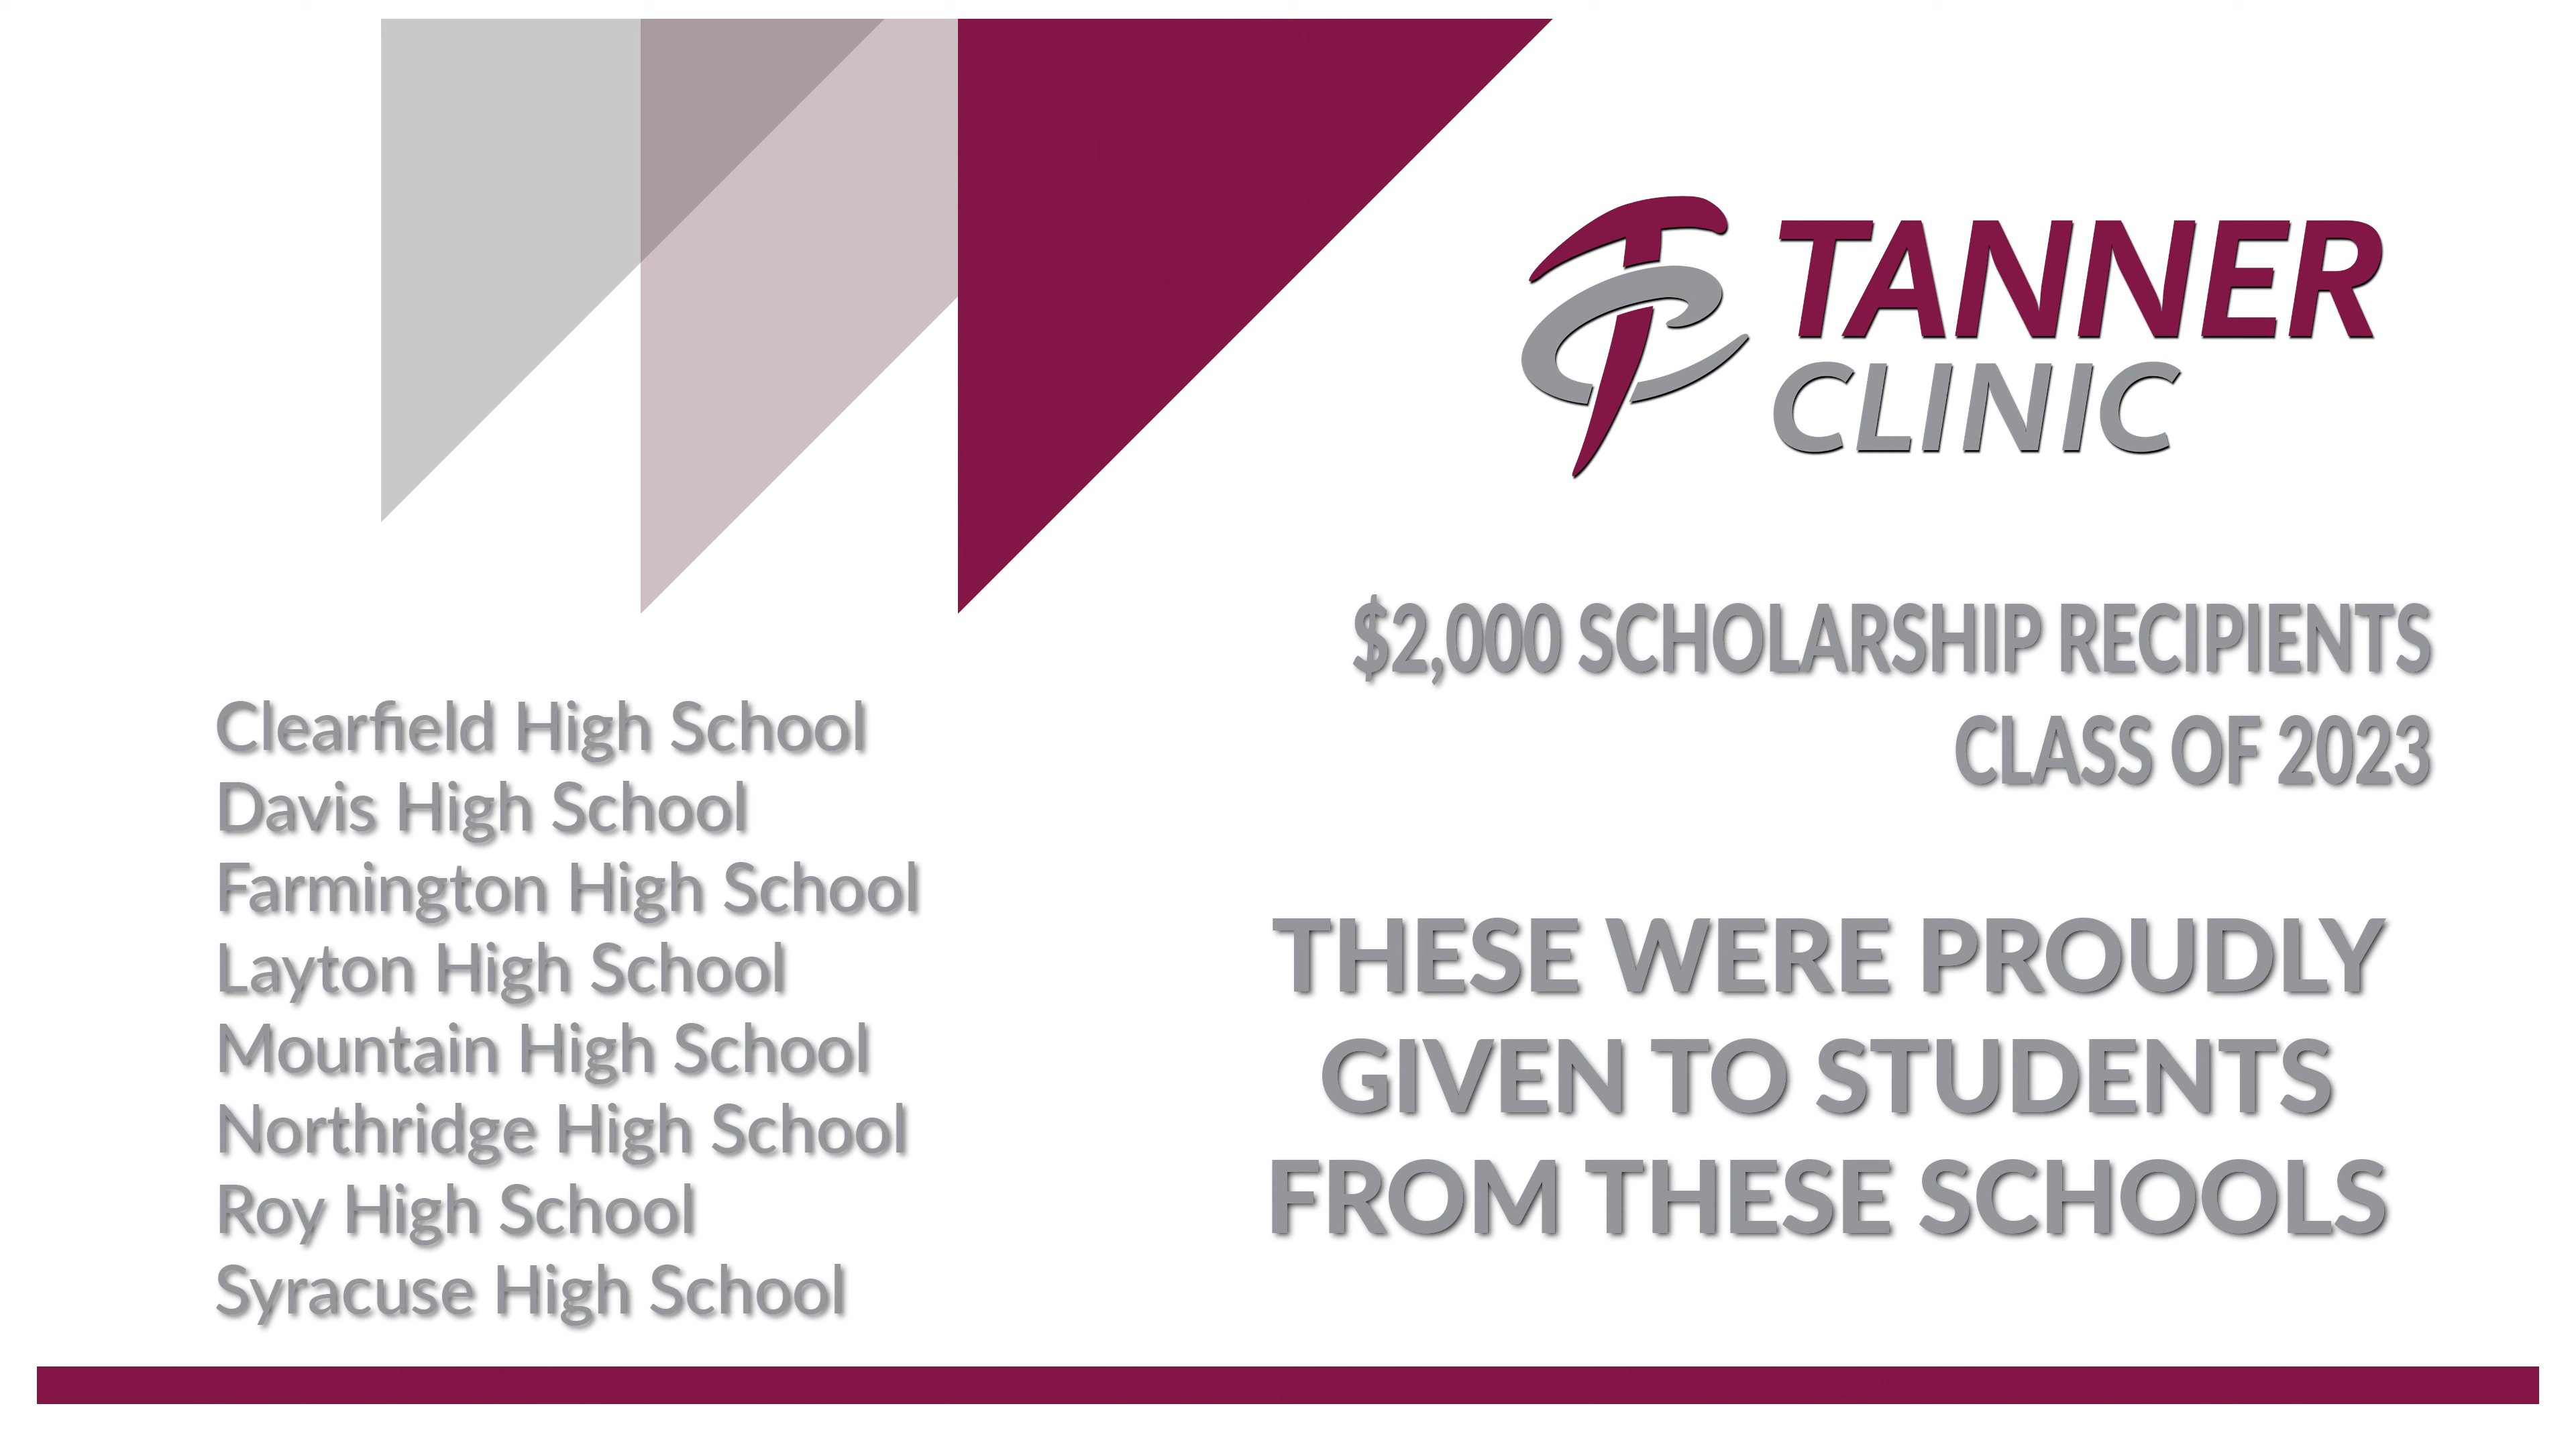 TANNER
CLINIC
$2,000 SCHOLARSHIP RECIPIENTS
CLASS OF 2023
Clearfield High School
Davis High School
Farmington High School
Layton High School
Mountain High School
Northridge High School
Roy High School
Syracuse High School
THESE WERE PROUDLY
GIVEN TO STUDENTS
FROM THESE SCHOOLS